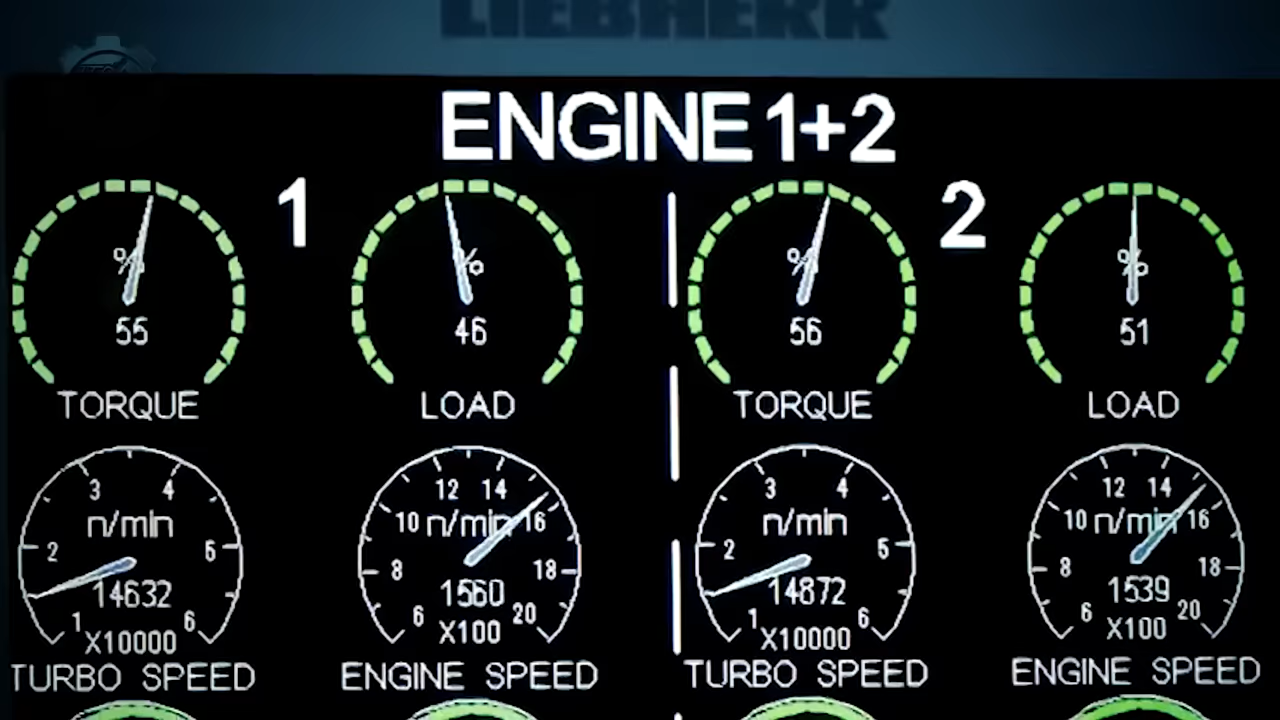 LIEBHERR
ENGINE 1+2
1
2
% % % %
55 46 56 51
TORQUE LOAD TORQUE LOAD
1 2 3 4 5 6
n/min
14632
X10000
TURBO SPEED
6 8 10 12 14 16 18 20
n/min
1560
X100
ENGINE SPEED
1 2 3 4 5 6
n/min
14872
X10000
TURBO SPEED
6 8 10 12 14 16 18 20
n/min
1539
X100
ENGINE SPEED